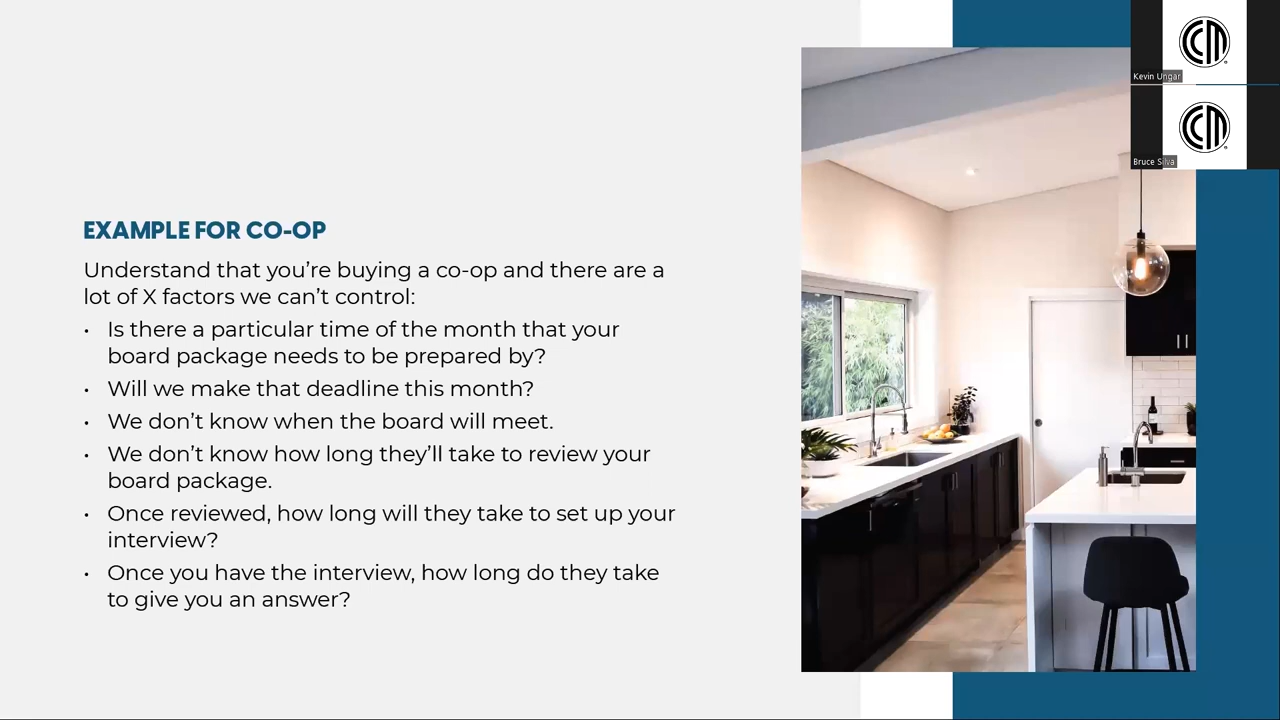 EXAMPLE FOR CO-OP
Understand that you're buying a co-op and there are a
lot of X factors we can't control:
• Is there a particular time of the month that your
board package needs to be prepared by?
• Will we make that deadline this month?
• We don't know when the board will meet.
• We don't know how long they'll take to review your
board package.
• Once reviewed, how long will they take to set up your
interview?
• Once you have the interview, how long do they take
to give you an answer?
CM
Kevin Ungar
CM
Bruce Silva